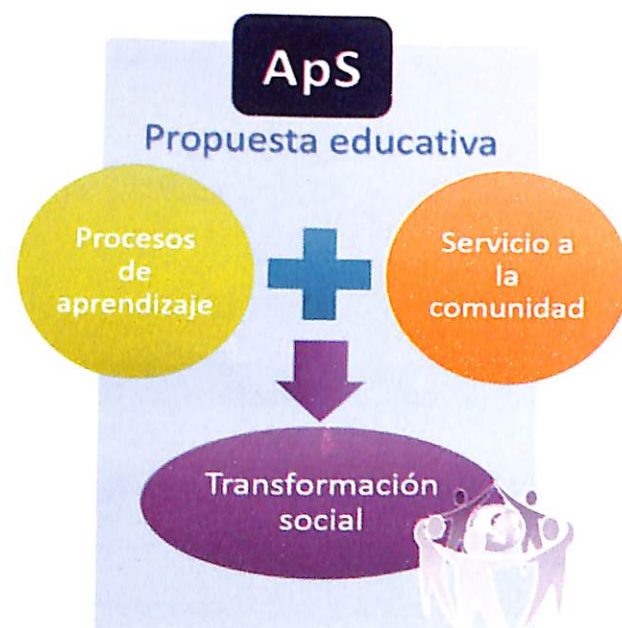 ApS
Propuesta educativa
Procesos
de
aprendizaje
Servicio a
la
comunidad
Transformación
social